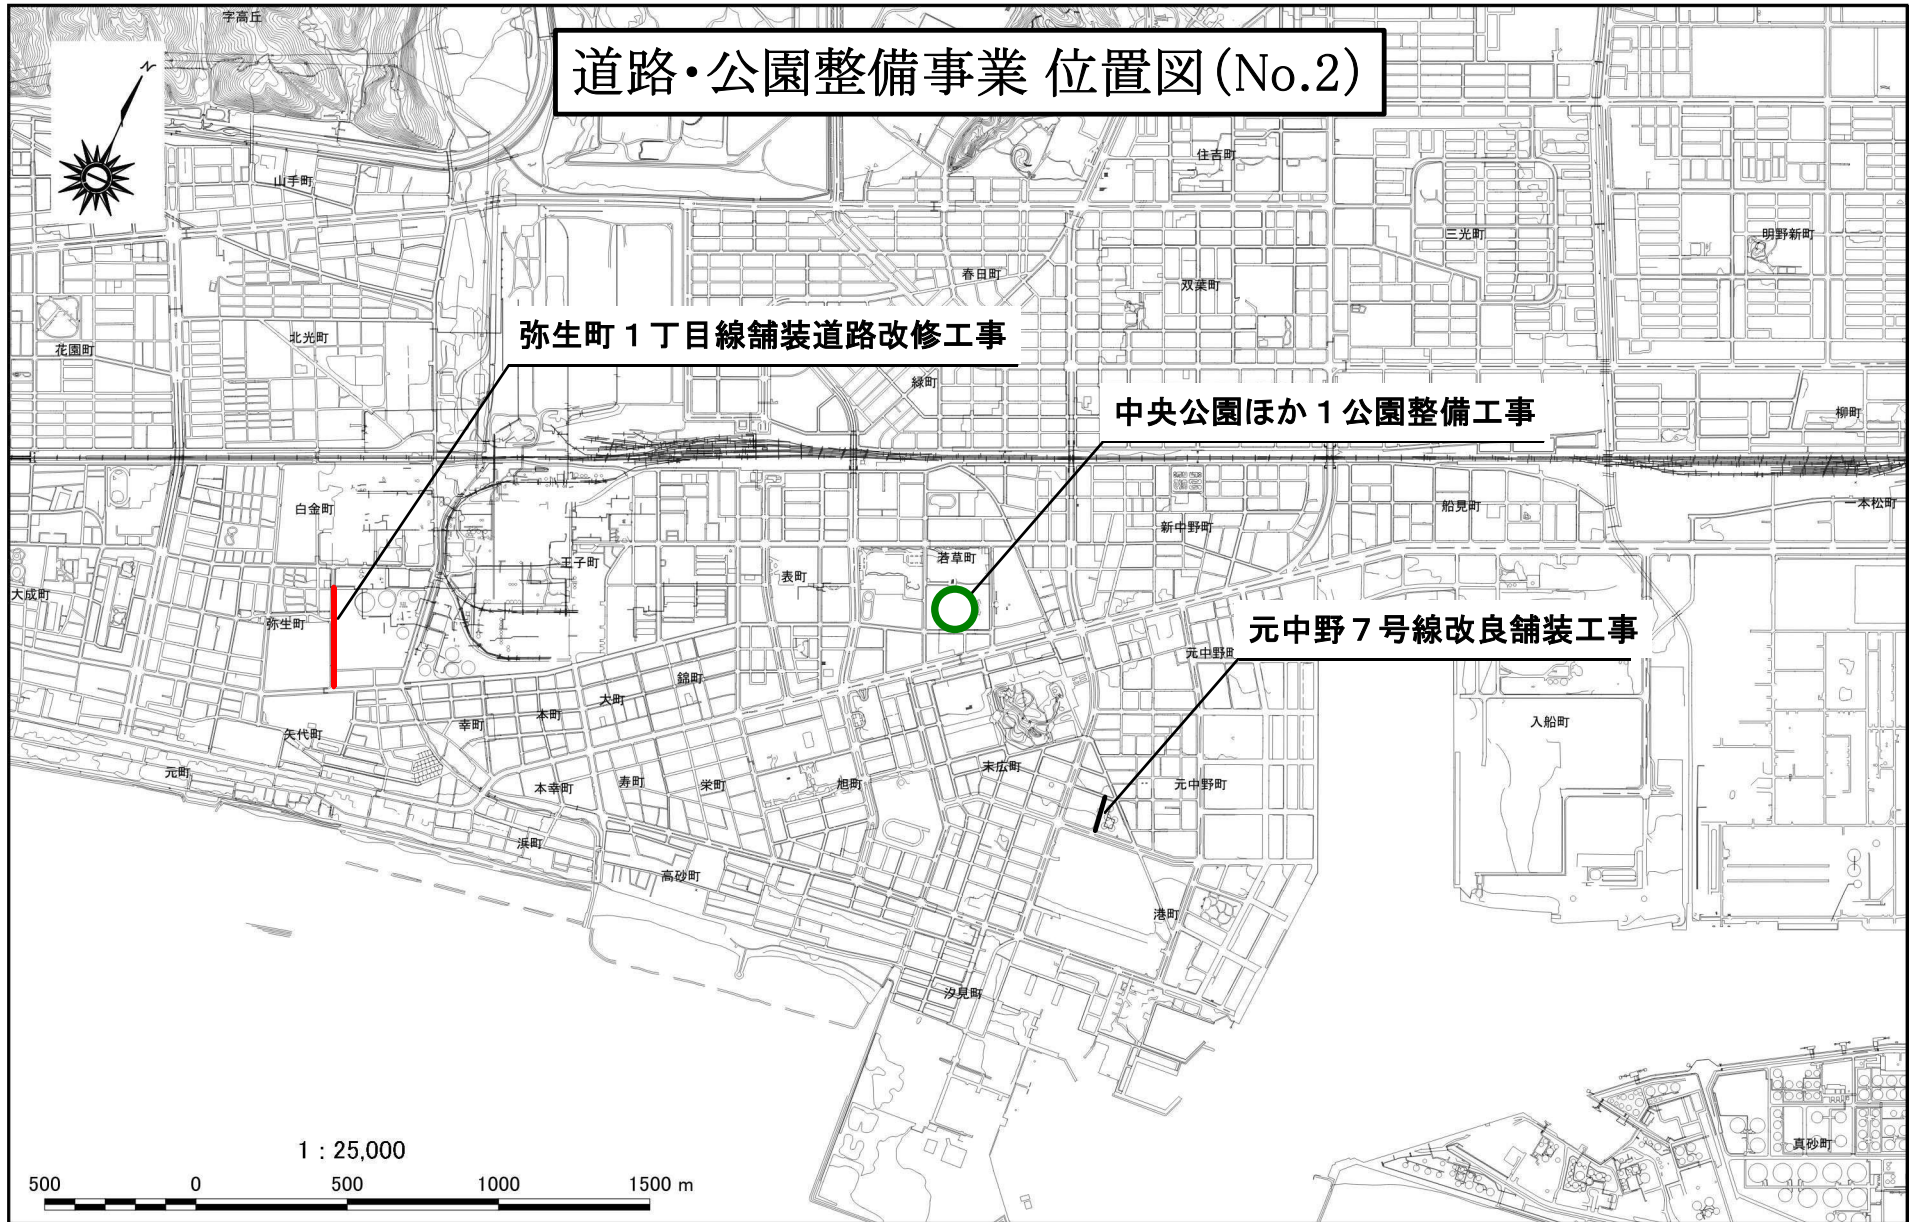 道路・公園整備事業 位置図(No.2)
字高丘
N
山手町
住吉町
三光町
明野新町
春日町
双葉町
弥生町1丁目線舗装道路改修工事
北光町
花園町
緑町
中央公園ほか1公園整備工事
柳町
白金町
船見町
一本松町
新中野町
若草町
王子町
表町
大成町
弥生町
元中野7号線改良舗装工事
元中野町
錦町
大町
本町
幸町
矢代町
入船町
元町
末広町
本幸町
寿町
栄町
旭町
元中野町
浜町
高砂町
港町
汐見町
真砂町
1:25,000
500 0 500 1000 1500 m